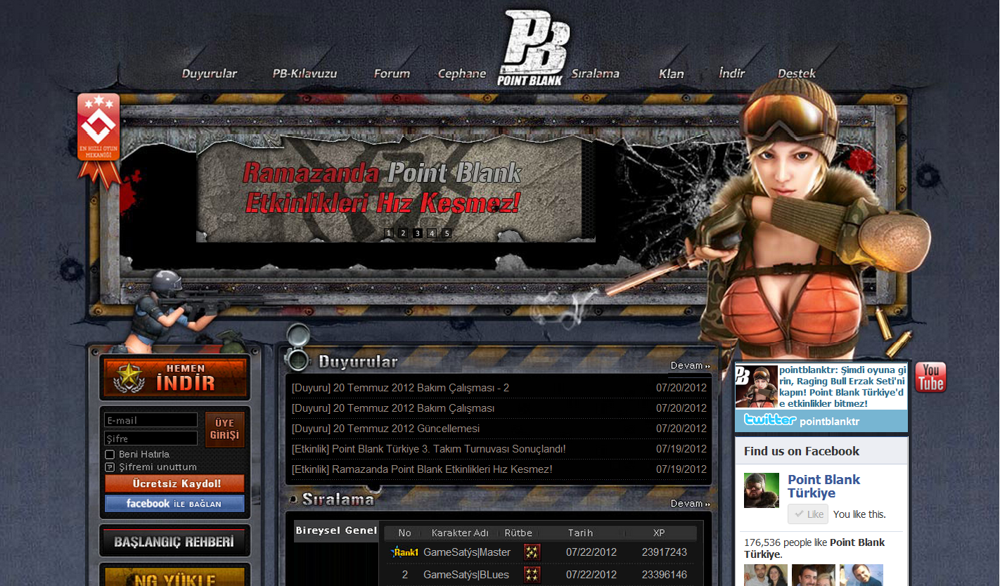 PB
POINT BLANK
Duyurular
PB-Kılavuzu
Forum
Cephane
Sıralama
Klan
İndir
Destek
EN HIZLI OYUN
MEKANİĞİ
Ramazanda Point Blank
Etkinlikleri Hız Kesmez!
1 2 3 4 5
HEMEN
İNDİR
E-mail
Şifre
ÜYE
GİRİŞİ
Beni Hatırla
? Şifremi unuttum
Ücretsiz Kaydol!
facebook İLE BAĞLAN
BAŞLANGIÇ REHBERİ
NG YÜKLE
Duyurular
Devam
[Duyuru] 20 Temmuz 2012 Bakım Çalışması - 2 07/20/2012
[Duyuru] 20 Temmuz 2012 Bakım Çalışması 07/20/2012
[Duyuru] 20 Temmuz 2012 Güncellemesi 07/20/2012
[Etkinlik] Point Blank Türkiye 3. Takım Turnuvası Sonuçlandı! 07/19/2012
[Etkinlik] Ramazanda Point Blank Etkinlikleri Hız Kesmez! 07/19/2012
Sıralama
Devam
Bireysel Genel
No Karakter Adı Rütbe Tarih XP
Rank1 GameSatýs|Master 07/22/2012 23917243
2 GameSatýs|BLues 07/22/2012 23396146
pointblanktr: Şimdi oyuna gi
rin, Raging Bull Erzak Seti'ni
kapın! Point Blank Türkiye'd
e etkinlikler bitmez!
twitter pointblanktr
You
Tube
Find us on Facebook
Point Blank
Türkiye
Like You like this.
176,536 people like Point Blank
Türkiye.